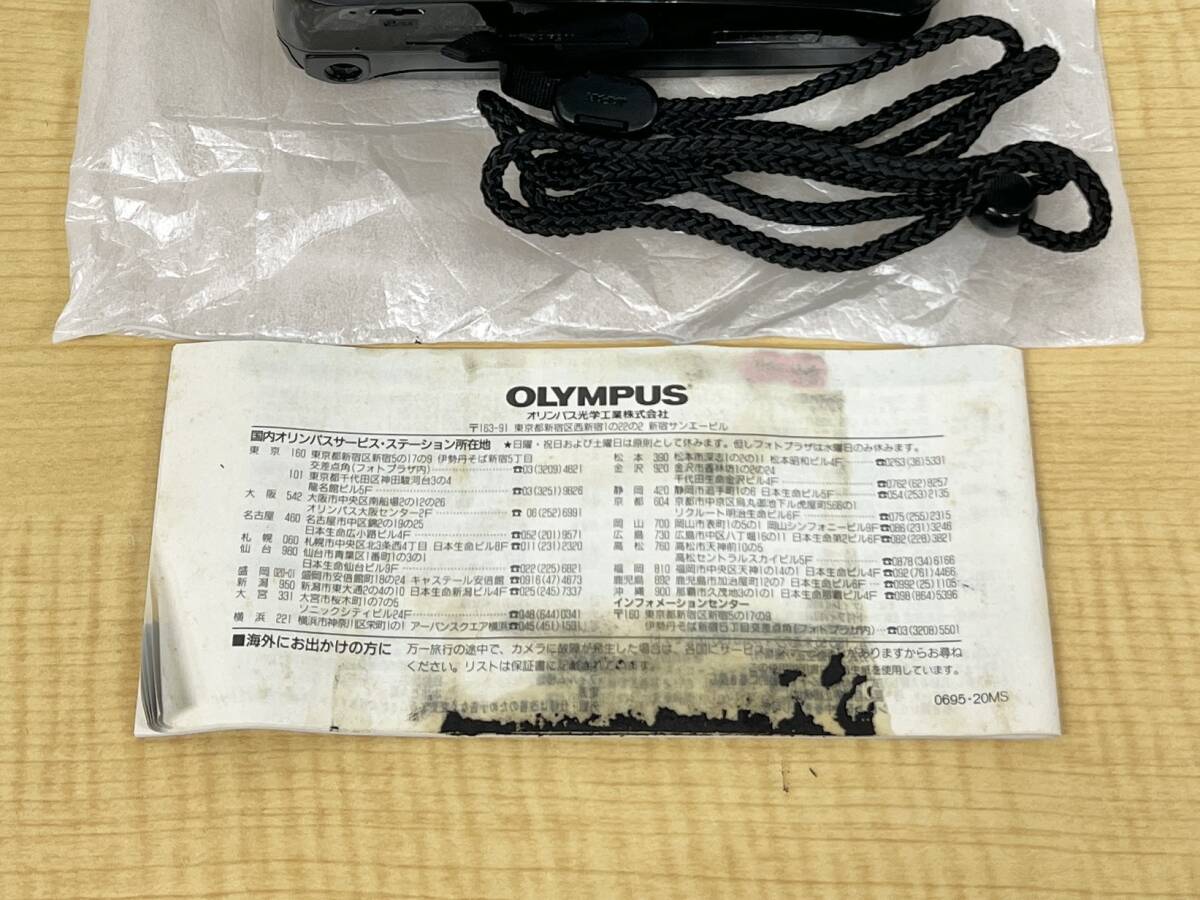 OLYMPUS
オリンパス光学工業株式会社
〒163-91 東京都新宿区西新宿1の22の2 新宿サンエービル
国内オリンパスサービス・ステーション所在地 ★日曜・祝日および土曜日は原則として休みます。但しフォトプラザは水曜日のみ休みます。
東京 160 東京都新宿区新宿5の17の9 伊勢丹そば新宿5丁目
交差点角(フォトプラザ内)…☎03(3209)4821
101 東京都千代田区神田駿河台3の4
龍名館ビル5F…☎03(3251)9826
大阪 542 大阪市中央区南船場2の12の26
オリンパス大阪センター2F…☎06(252)6991
名古屋 460 名古屋市中区錦2の19の25
日本生命広小路ビル4F…☎052(201)9571
札幌 060 札幌市中央区北3条西4丁目 日本生命ビル8F☎011(231)2320
仙台 980 仙台市青葉区1番町1の3の1
日本生命仙台ビル9F…☎022(225)6821
盛岡 020-01 盛岡市安倍館町18の24 キャステール安倍館☎0196(47)4673
新潟 950 新潟市東大通2の4の10 日本生命新潟ビル4F☎025(245)7337
大宮 331 大宮市桜木町1の7の5
ソニックシティビル24F…☎048(644)0341
横浜 221 横浜市神奈川区栄町1の1 アーバンスクエア横浜☎045(451)1531
松本 390 松本市深志1の2の11 松本昭和ビル4F…☎0263(36)5331
金沢 920 金沢市香林坊1の2の24
千代田生命金沢ビル4F…☎0762(62)8257
静岡 420 静岡市追手町1の6 日本生命ビル5F…☎054(253)2135
京都 604 京都市中京区烏丸御池下ル虎屋町566の1
リクルート明治生命ビル6F…☎075(255)2315
岡山 700 岡山市表町1の5の1 岡山シンフォニービル9F☎086(231)3246
広島 730 広島市中区八丁堀16の11 日本生命第2ビル6F☎082(228)3821
高松 760 高松市天神前10の5
高松セントラルスカイビル5F…☎0878(34)6166
福岡 810 福岡市中央区天神1の14の1 日本生命ビル4F☎092(761)4466
鹿児島 892 鹿児島市加治屋町12の7 日本生命ビル6F…☎0992(251)1105
沖縄 900 那覇市久茂地3の1の1 日本生命那覇ビル4F☎098(864)5396
インフォメーションセンター
〒160 東京都新宿区新宿5の17の9
伊勢丹そば新宿5丁目交差点角(フォトプラザ内)…☎03(3208)5501
■海外にお出かけの方に 万一旅行の途中で、カメラに故障が発生した場合は、各国にサービスがありますからお尋ね
ください。リストは保証書に記載されています。
紙を使用しています。
0695・20MS